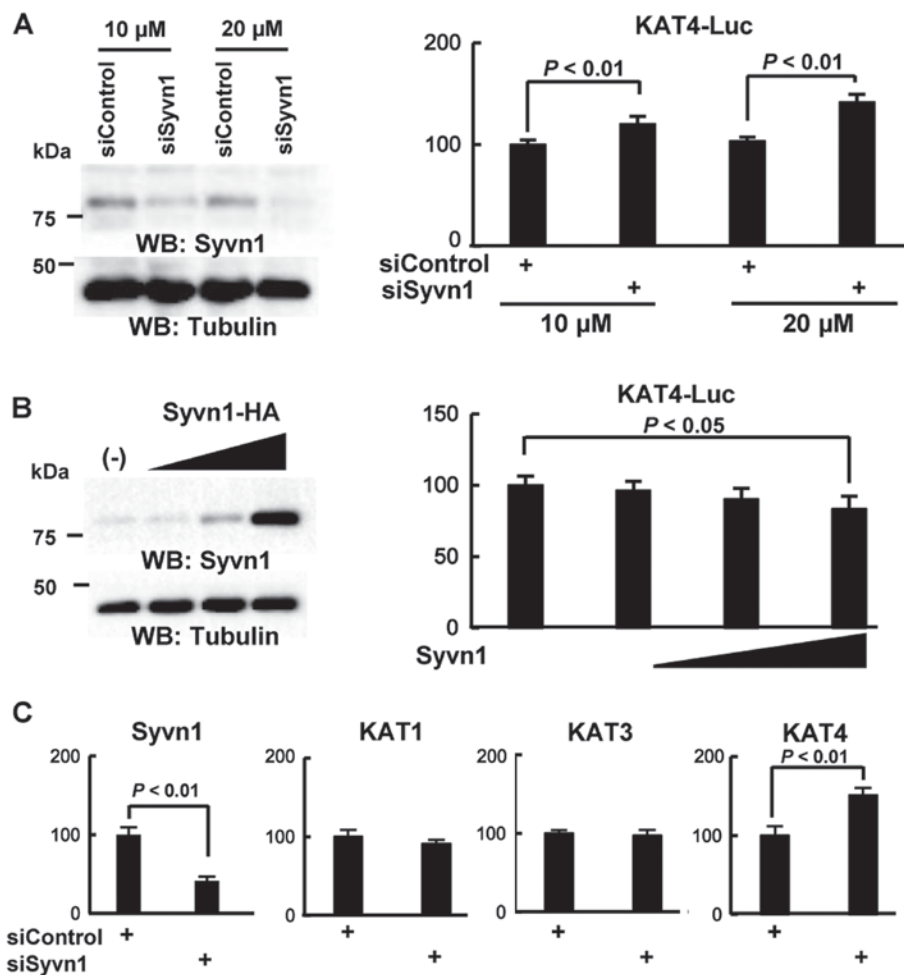 A
10 µM 20 µM
siControl
siSyvn1
siControl
siSyvn1
kDa
75
WB: Syvn1
50
WB: Tubulin
KAT4-Luc
200
P < 0.01
P < 0.01
100
0
siControl + +
siSyvn1 + +
10 µM 20 µM
B
Syvn1-HA
(-)
kDa
75
WB: Syvn1
50
WB: Tubulin
KAT4-Luc
150
P < 0.05
100
50
0
Syvn1
C
Syvn1
200
P < 0.01
100
0
KAT1
200
100
0
KAT3
200
100
0
KAT4
200
P < 0.01
100
0
siControl + + + +
siSyvn1 + + + +